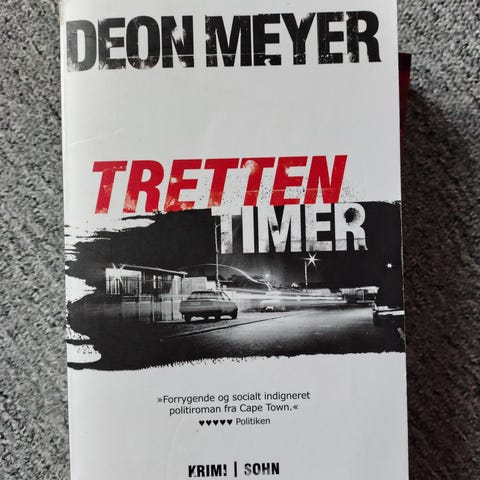 DEON MEYER
TRETTEN
TIMER
»Forrygende og socialt indigneret
politiroman fra Cape Town.«
♥♥♥♥♥ Politiken
KRIMI | SOHN